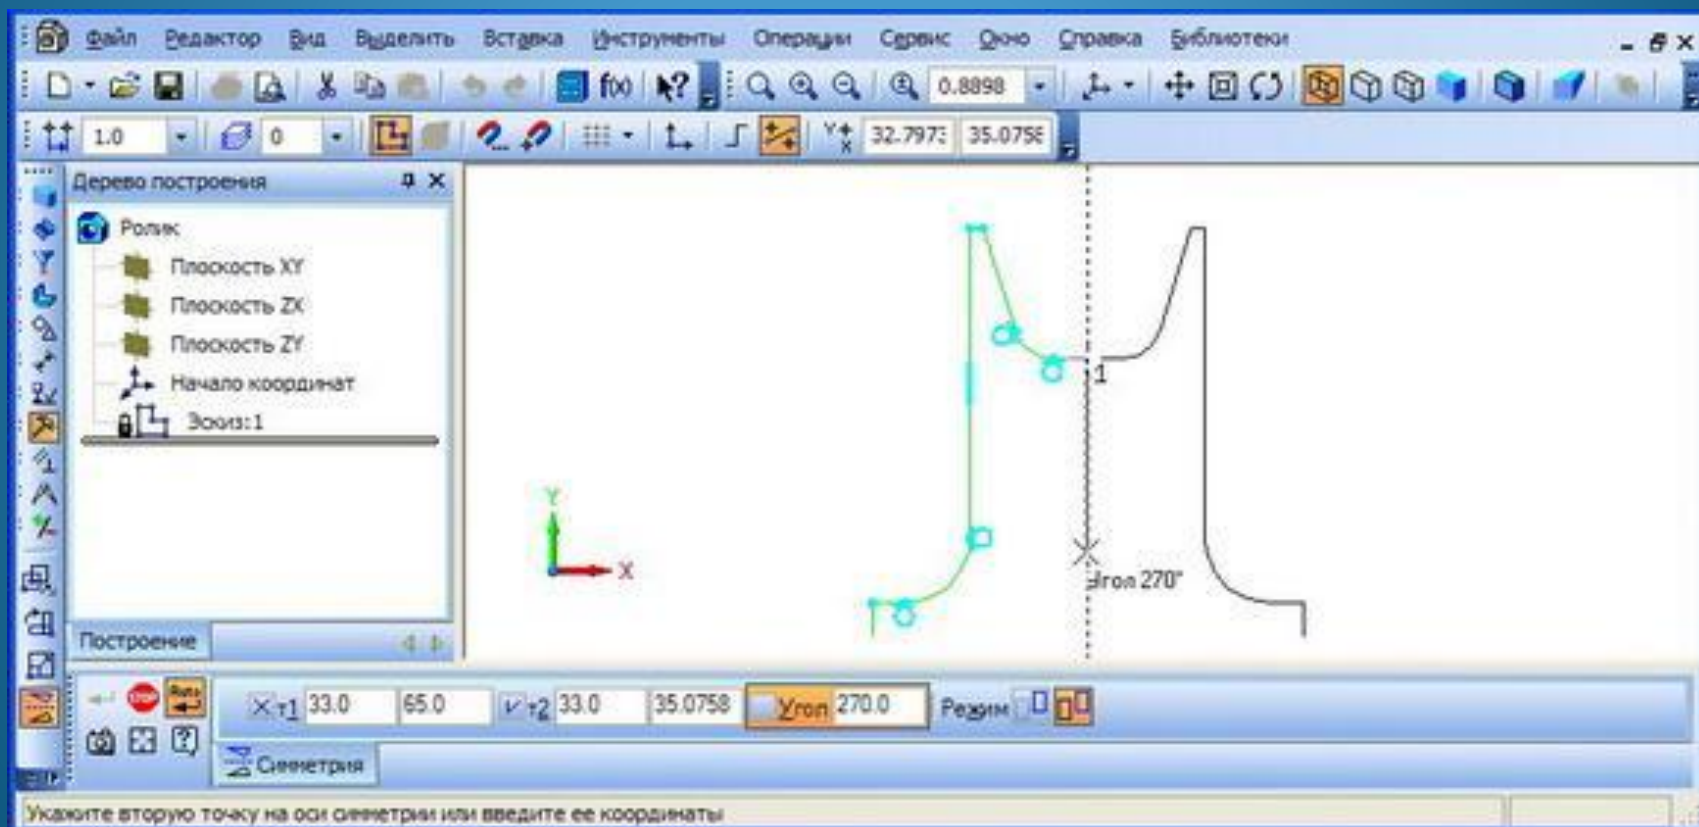 Файл Редактор Вид Выделить Вставка Инструменты Операции Сервис Окно Справка Библиотеки
f(x) 0.8898
1.0 0 32.797 35.0758
Дерево построения
Ролик
Плоскость XY
Плоскость ZX
Плоскость ZY
Начало координат
Эскиз:1
1
Y
X
Угол 270°
Построение
STOP Auto т1 33.0 65.0 т2 33.0 35.0758 Угол 270.0 Режим
Симметрия
Укажите вторую точку на оси симметрии или введите ее координаты